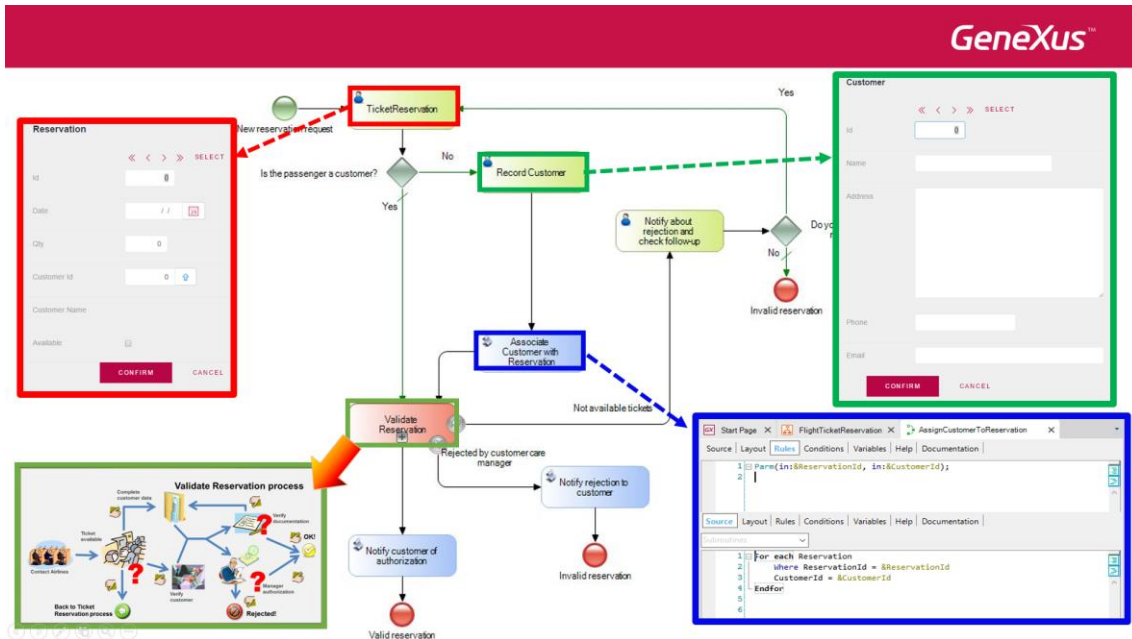 GeneXus™
Reservation
SELECT
Id
0
Date
/ /
Qty
0
Customer Id
0
Customer Name
Available
CONFIRM
CANCEL
New reservation request
TicketReservation
Is the passenger a customer?
No
Yes
Record Customer
Associate
Customer with
Reservation
Validate
Reservation
Not available tickets
Rejected by customer care
manager
Notify rejection to
customer
Invalid reservation
Notify customer of
authorization
Valid reservation
Notify about
rejection and
check follow-up
Yes
Do yo
No
Invalid reservation
Customer
SELECT
Id
0
Name
Address
Phone
Email
CONFIRM
CANCEL
Validate Reservation process
Complete
customer data
Ticket
available
Contact Airlines
?
Verify
customer
?
Verify
documentation
OK!
?
Manager
authorization
Back to Ticket
Reservation process
Rejected!
GX Start Page X FlightTicketReservation X AssignCustomerToReservation X
Source | Layout | Rules | Conditions | Variables | Help | Documentation |
1 Parm(in:&ReservationId, in:&CustomerId);
2
Source | Layout | Rules | Conditions | Variables | Help | Documentation |
Subroutines
1 For each Reservation
2 Where ReservationId = &ReservationId
3 CustomerId = &CustomerId
4 Endfor
5
6